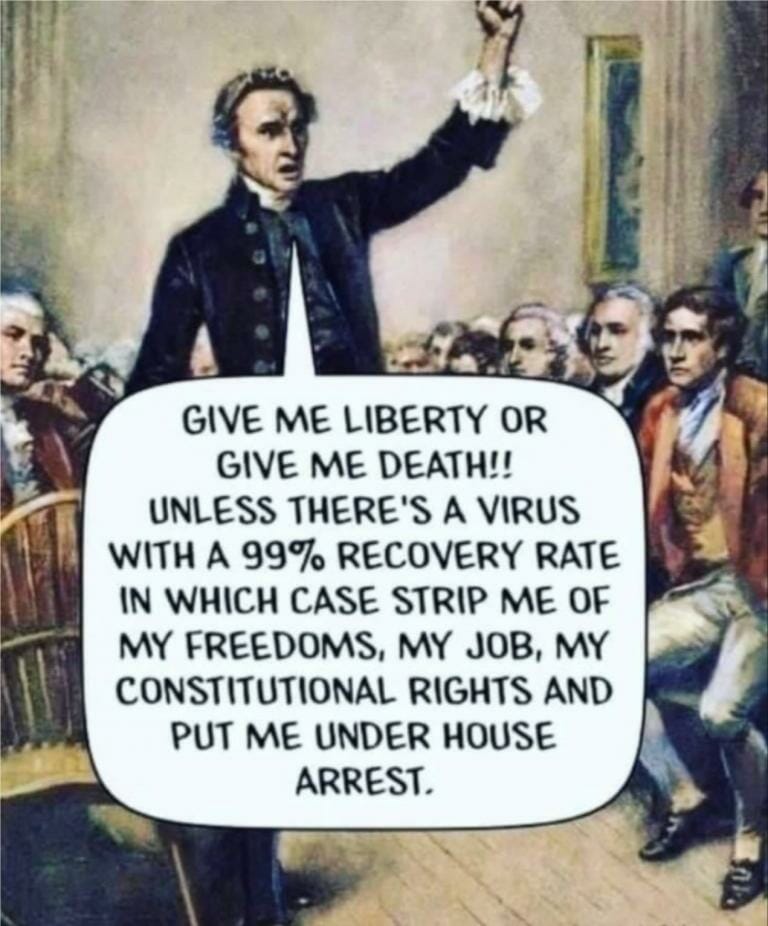 GIVE ME LIBERTY OR
GIVE ME DEATH!!
UNLESS THERE'S A VIRUS
WITH A 99% RECOVERY RATE
IN WHICH CASE STRIP ME OF
MY FREEDOMS, MY JOB, MY
CONSTITUTIONAL RIGHTS AND
PUT ME UNDER HOUSE
ARREST.